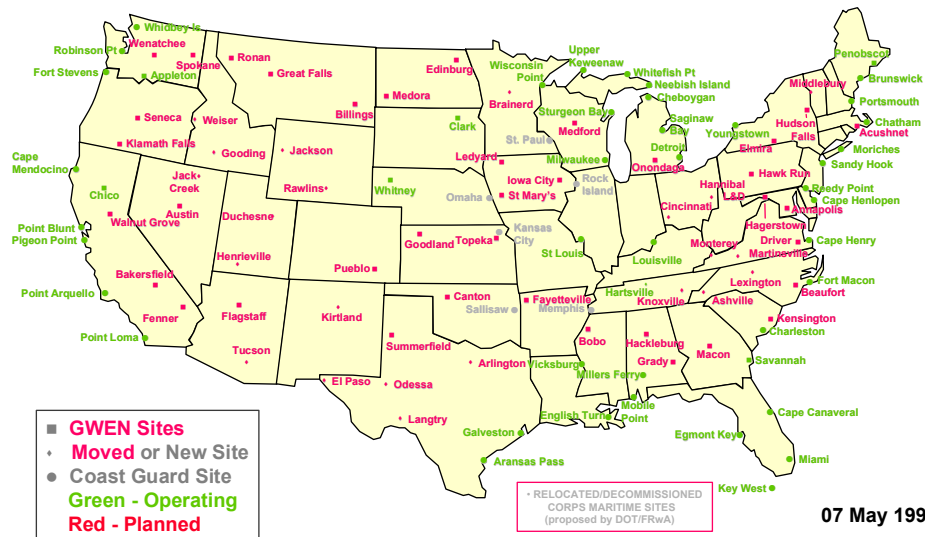 Whidbey Is
Robinson Pt
Wenatchee
Spokane
Fort Stevens
Appleton
Ronan
Great Falls
Billings
Edinburg
Medora
Clark
Wisconsin
Point
Brainerd
Upper
Keweenaw
Whitefish Pt
Neebish Island
Cheboygan
Sturgeon Bay
Medford
Saginaw
Bay
Detroit
Onondaga
St. Paul
Milwaukee
Penobscot
Brunswick
Middlebury
Portsmouth
Hudson
Falls
Chatham
Acushnet
Youngstown
Elmira
Moriches
Sandy Hook
Seneca
Weiser
Klamath Falls
Gooding
Jackson
Cape
Mendocino
Jack
Creek
Rawlins
Whitney
Ledyard
Iowa City
St Mary's
Omaha
Rock
Island
Hannibal
L&D
Hawk Run
Reedy Point
Cape Henlopen
Annapolis
Hagerstown
Cincinnati
Chico
Walnut Grove
Austin
Duchesne
Point Blunt
Pigeon Point
Henrieville
Goodland
Topeka
Kansas
City
St Louis
Louisville
Monterey
Driver
Martineville
Cape Henry
Pueblo
Bakersfield
Point Arquello
Fenner
Flagstaff
Kirtland
Canton
Sallisaw
Fayetteville
Memphis
Hartsville
Knoxville
Lexington
Ashville
Fort Macon
Beaufort
Kensington
Charleston
Point Loma
Tucson
Summerfield
Bobo
Hackleburg
Grady
Macon
Savannah
El Paso
Odessa
Arlington
Vicksburg
Millers Ferry
Langtry
Mobile
Point
English Turn
Cape Canaveral
Egmont Key
Galveston
Aransas Pass
Miami
Key West
GWEN Sites
Moved or New Site
Coast Guard Site
Green - Operating
Red - Planned
• RELOCATED/DECOMMISSIONED
CORPS MARITIME SITES
(proposed by DOT/FRwA)
07 May 199